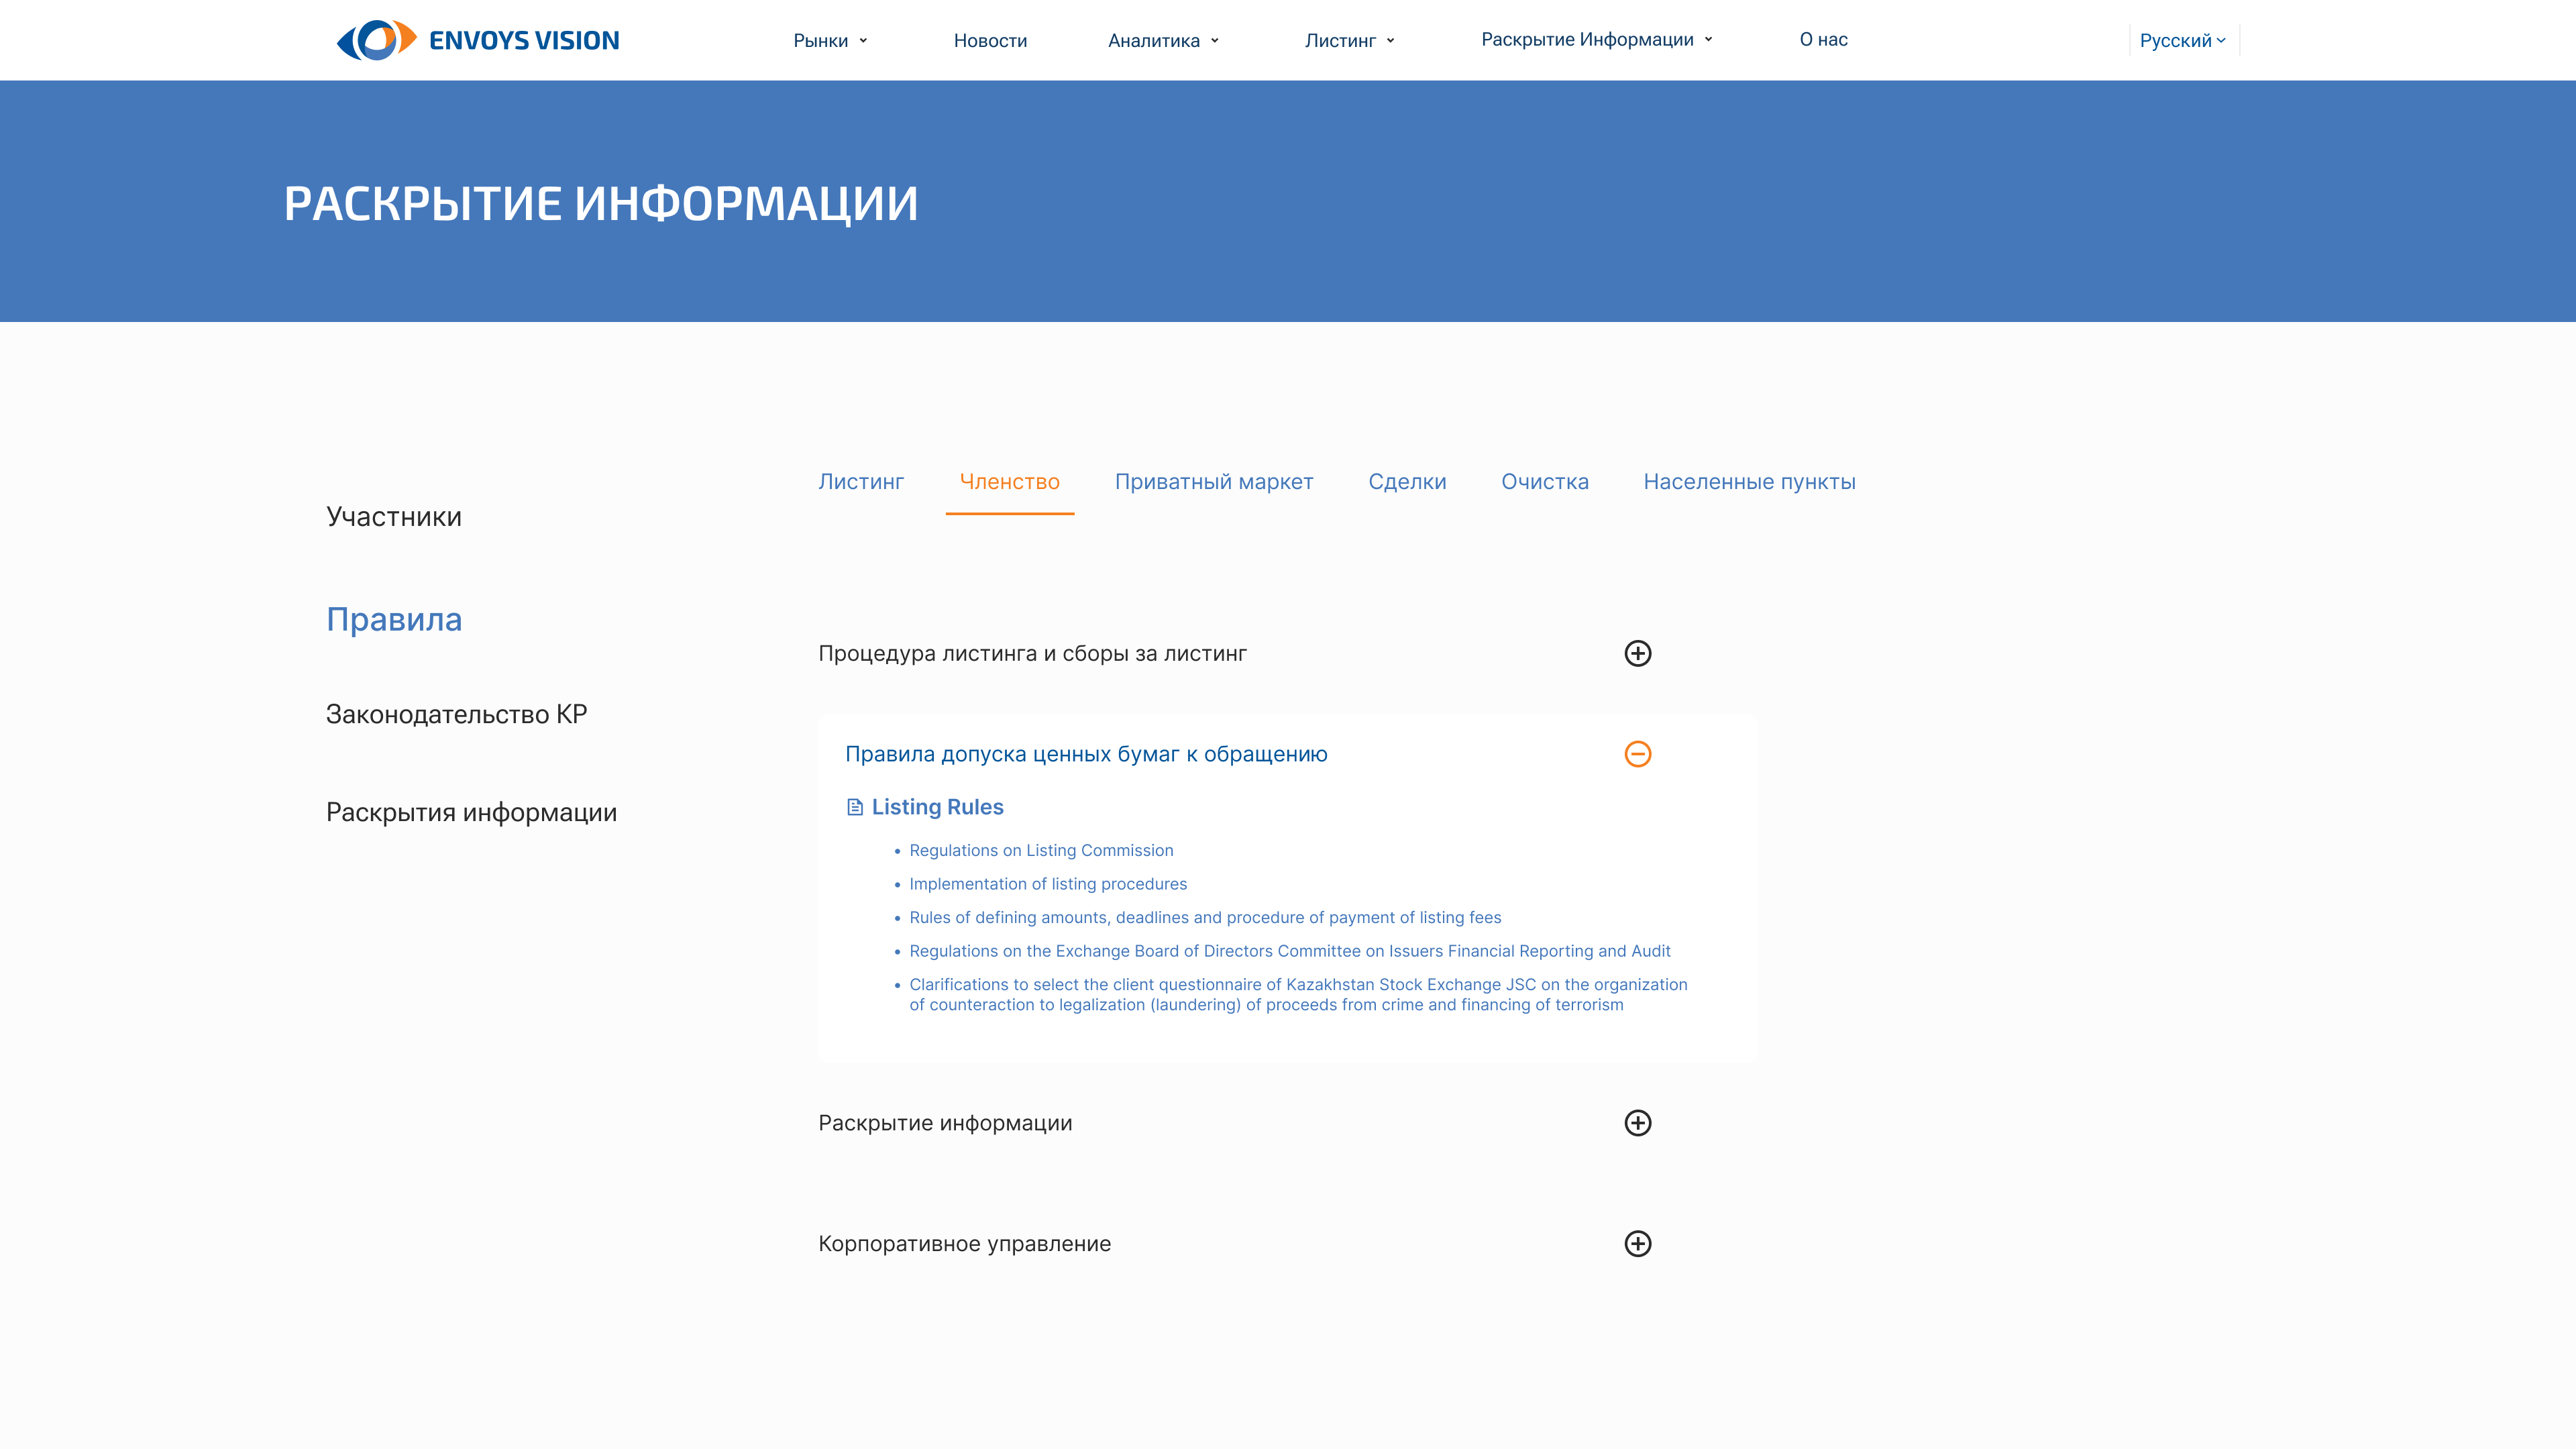 ENVOYS VISION
Рынки
Новости
Аналитика
Листинг
Раскрытие Информации
О нас
Русский
РАСКРЫТИЕ ИНФОРМАЦИИ
Участники
Правила
Законодательство КР
Раскрытия информации
Листинг
Членство
Приватный маркет
Сделки
Очистка
Населенные пункты
Процедура листинга и сборы за листинг
Правила допуска ценных бумаг к обращению
Listing Rules
• Regulations on Listing Commission
• Implementation of listing procedures
• Rules of defining amounts, deadlines and procedure of payment of listing fees
• Regulations on the Exchange Board of Directors Committee on Issuers Financial Reporting and Audit
• Clarifications to select the client questionnaire of Kazakhstan Stock Exchange JSC on the organization
of counteraction to legalization (laundering) of proceeds from crime and financing of terrorism
Раскрытие информации
Корпоративное управление